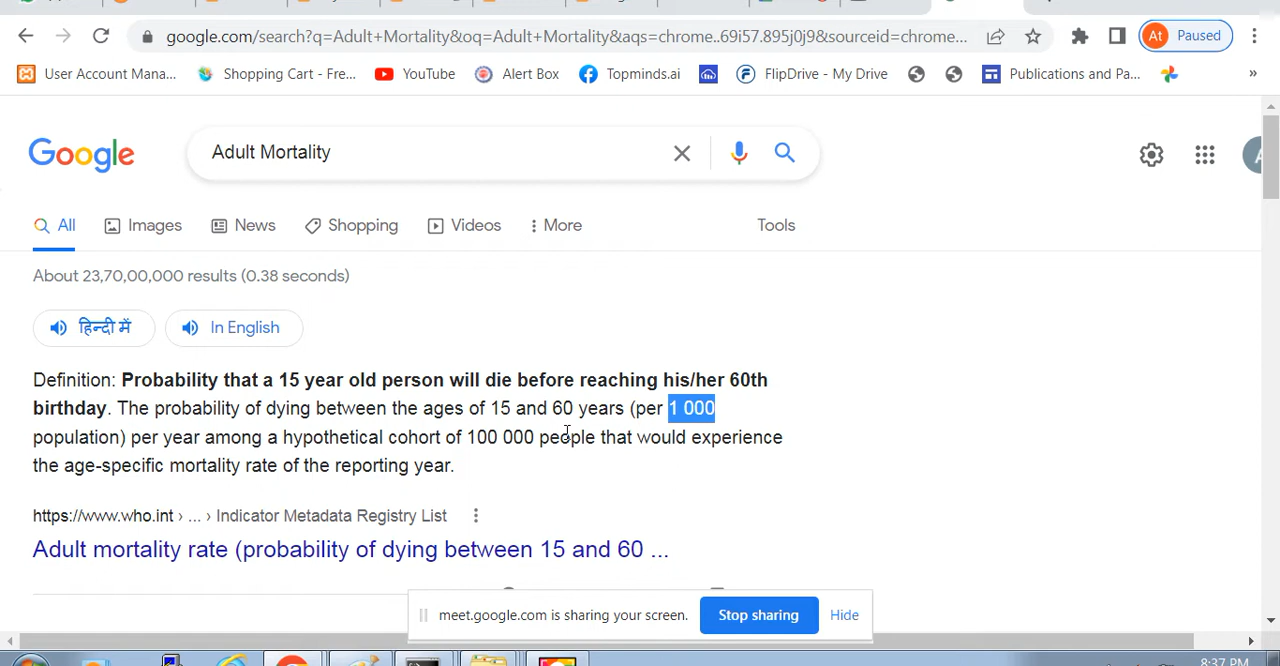 google.com/search?q=Adult+Mortality&oq=Adult+Mortality&aqs=chrome..69i57.895j0j9&sourceid=chrome...
At Paused
User Account Mana...
Shopping Cart - Fre...
YouTube
Alert Box
Topminds.ai
FlipDrive - My Drive
Publications and Pa...
»
Google
Adult Mortality
All
Images
News
Shopping
Videos
More
Tools
About 23,70,00,000 results (0.38 seconds)
हिन्दी में
In English
Definition: Probability that a 15 year old person will die before reaching his/her 60th
birthday. The probability of dying between the ages of 15 and 60 years (per 1 000
population) per year among a hypothetical cohort of 100 000 people that would experience
the age-specific mortality rate of the reporting year.
https://www.who.int › ... › Indicator Metadata Registry List
Adult mortality rate (probability of dying between 15 and 60 ...
meet.google.com is sharing your screen.
Stop sharing
Hide
8:37 PM